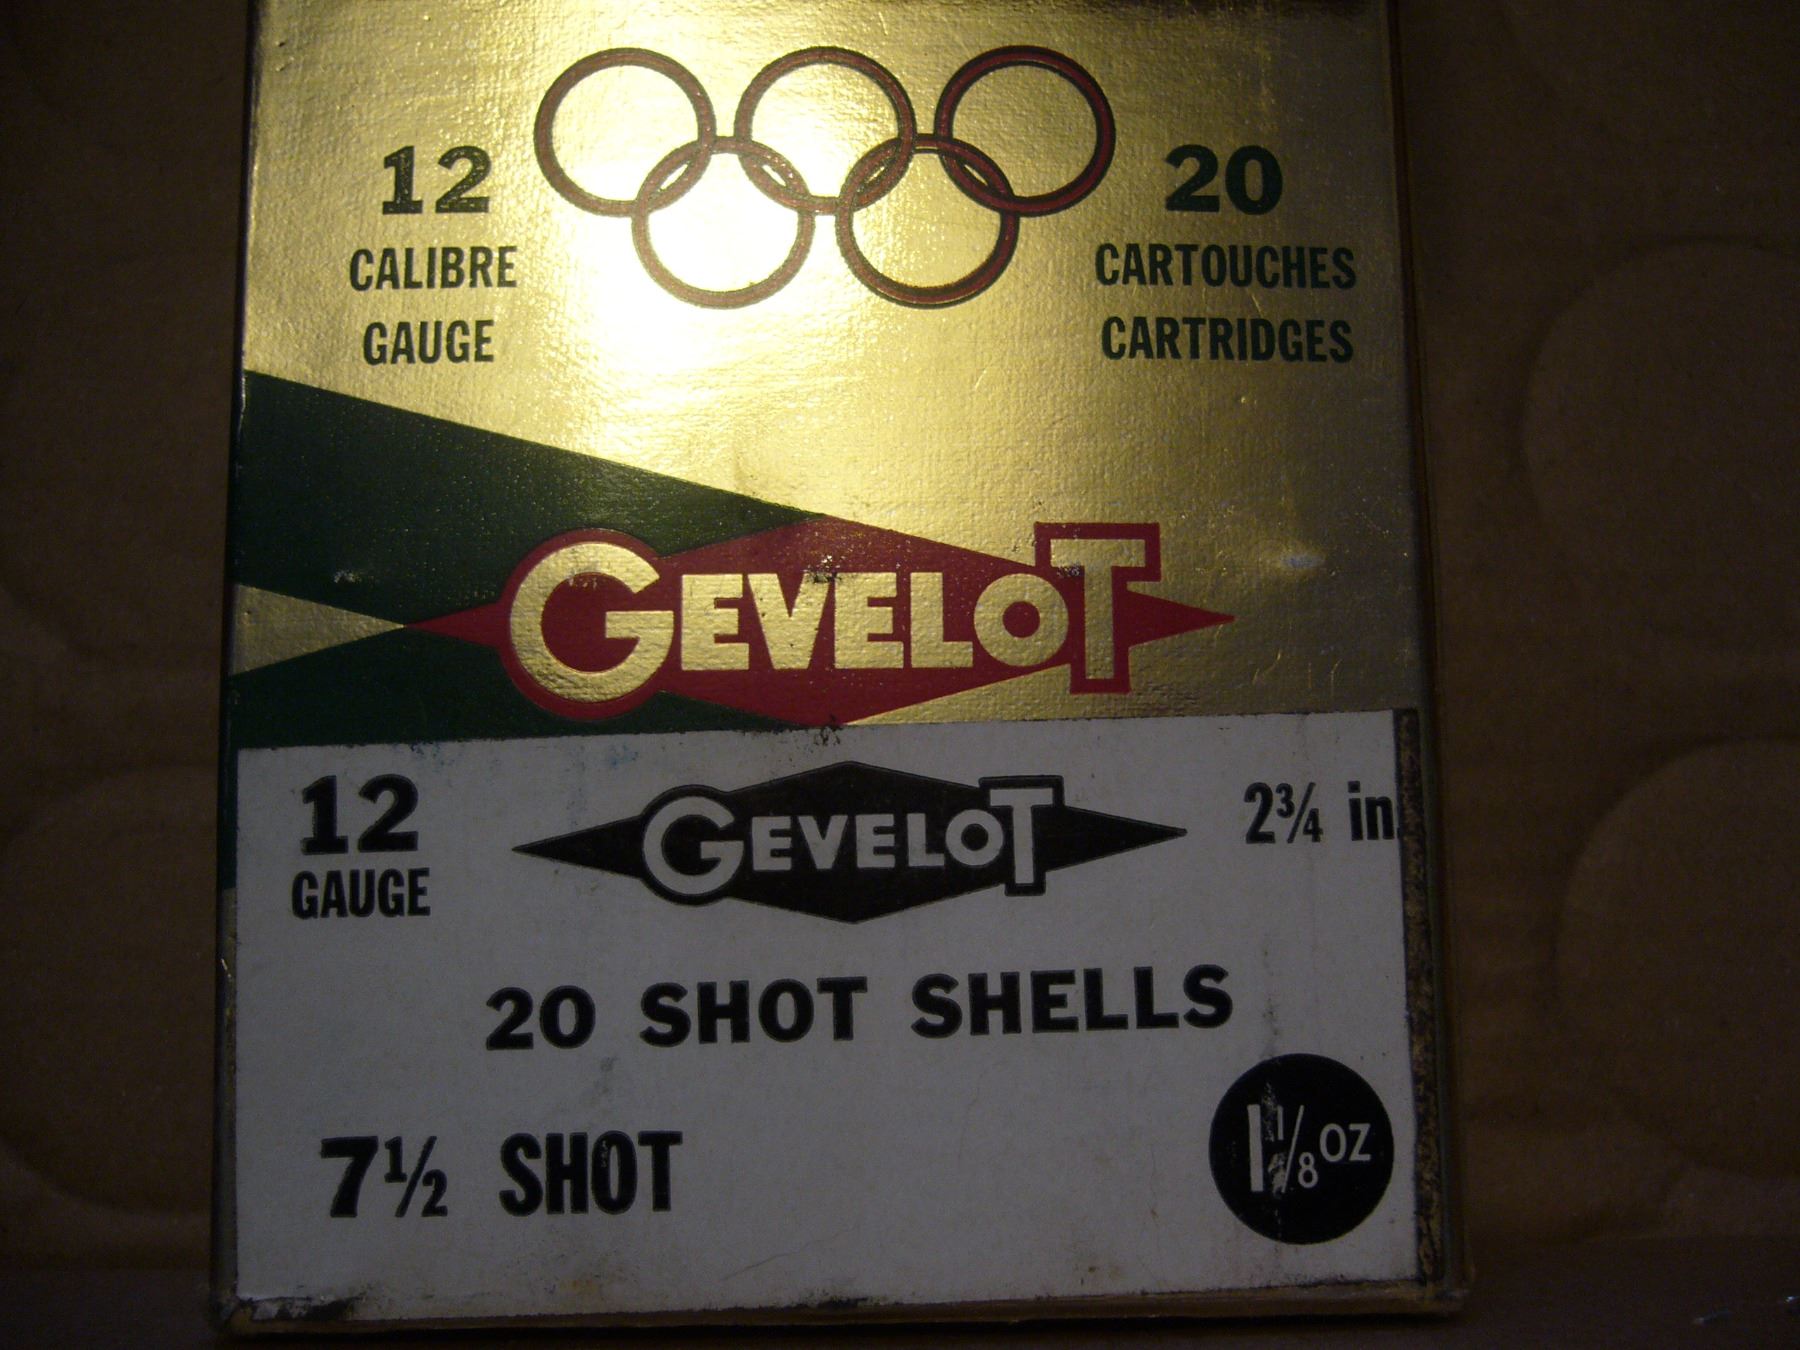 12 20
CALIBRE CARTOUCHES
GAUGE CARTRIDGES
GEVELOT
12 GEVELOT 2¾ in
GAUGE
20 SHOT SHELLS
7½ SHOT
1⅛ OZ